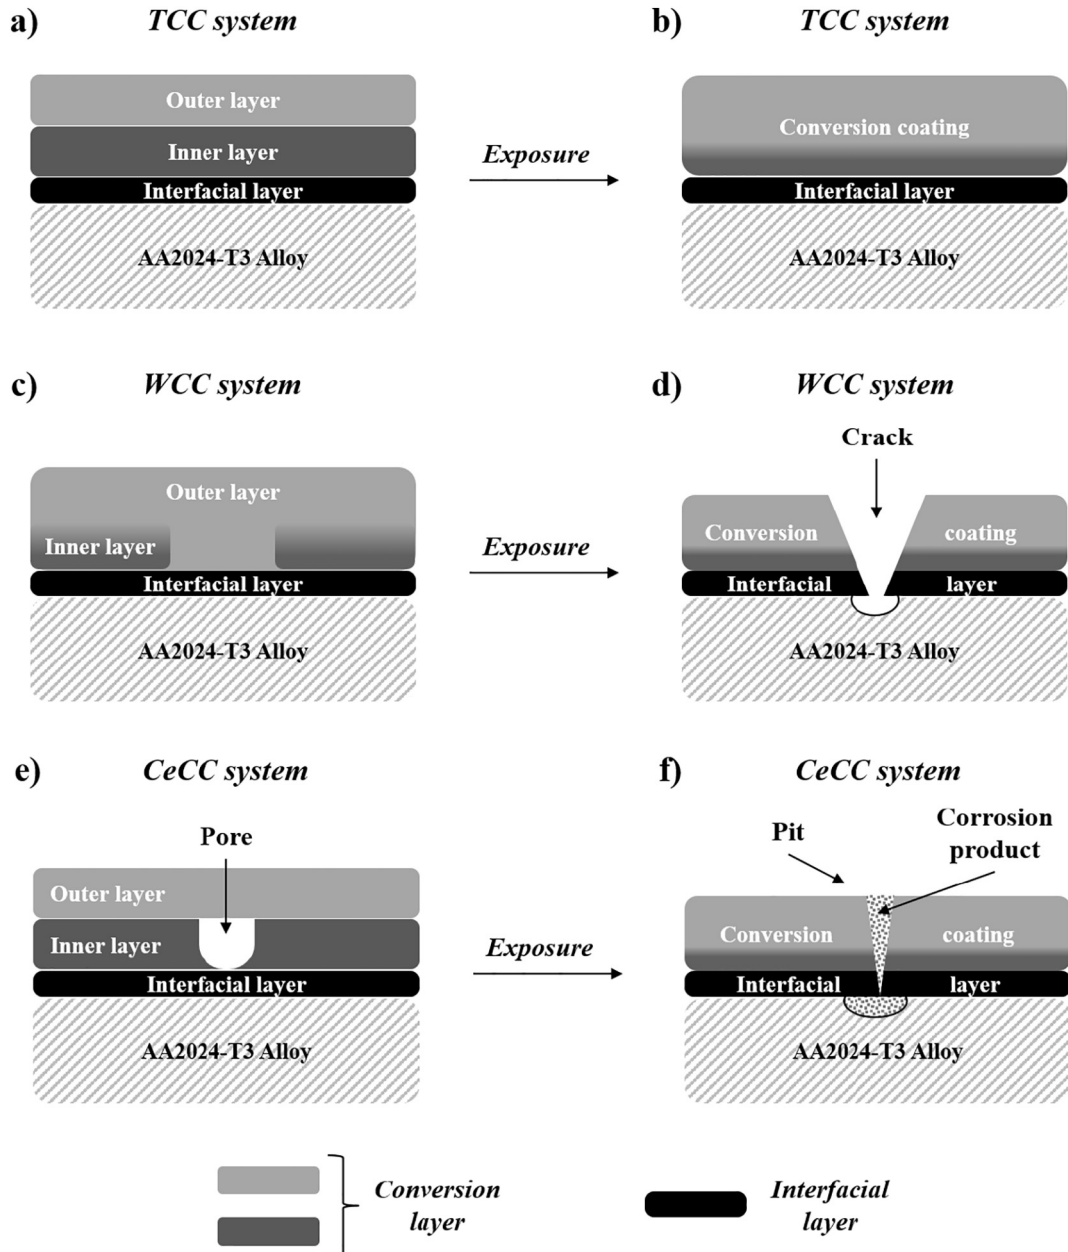 a) TCC system
b) TCC system
Outer layer
Inner layer
Interfacial layer
AA2024-T3 Alloy
Exposure
Conversion coating
Interfacial layer
AA2024-T3 Alloy
c) WCC system
d) WCC system
Outer layer
Inner layer
Interfacial layer
AA2024-T3 Alloy
Exposure
Crack
Conversion coating
Interfacial layer
AA2024-T3 Alloy
e) CeCC system
f) CeCC system
Pore
Outer layer
Inner layer
Interfacial layer
AA2024-T3 Alloy
Exposure
Pit
Corrosion
product
Conversion coating
Interfacial layer
AA2024-T3 Alloy
Conversion
layer
Interfacial
layer